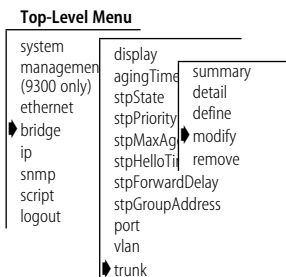 Top-Level Menu
system
managemen
(9300 only)
ethernet
bridge
ip
snmp
script
logout
display
agingTime
stpState
stpPriority
stpMaxAg
stpHelloTi
stpForwardDelay
stpGroupAddress
port
vlan
trunk
summary
detail
define
modify
remove